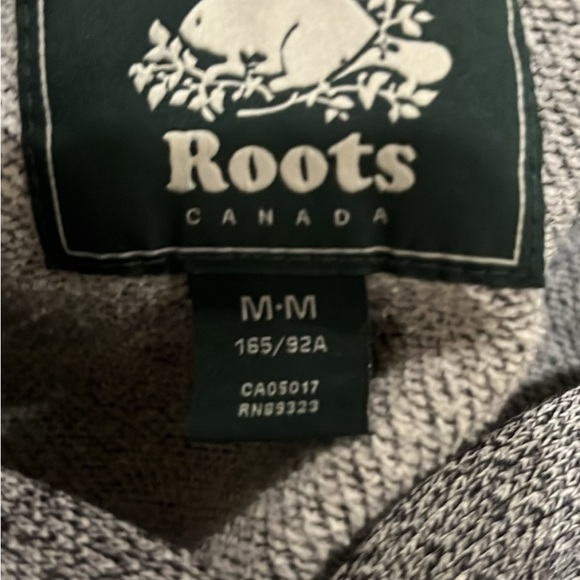 Roots
CANADA
M·M
165/92A
CA05017
RN89323